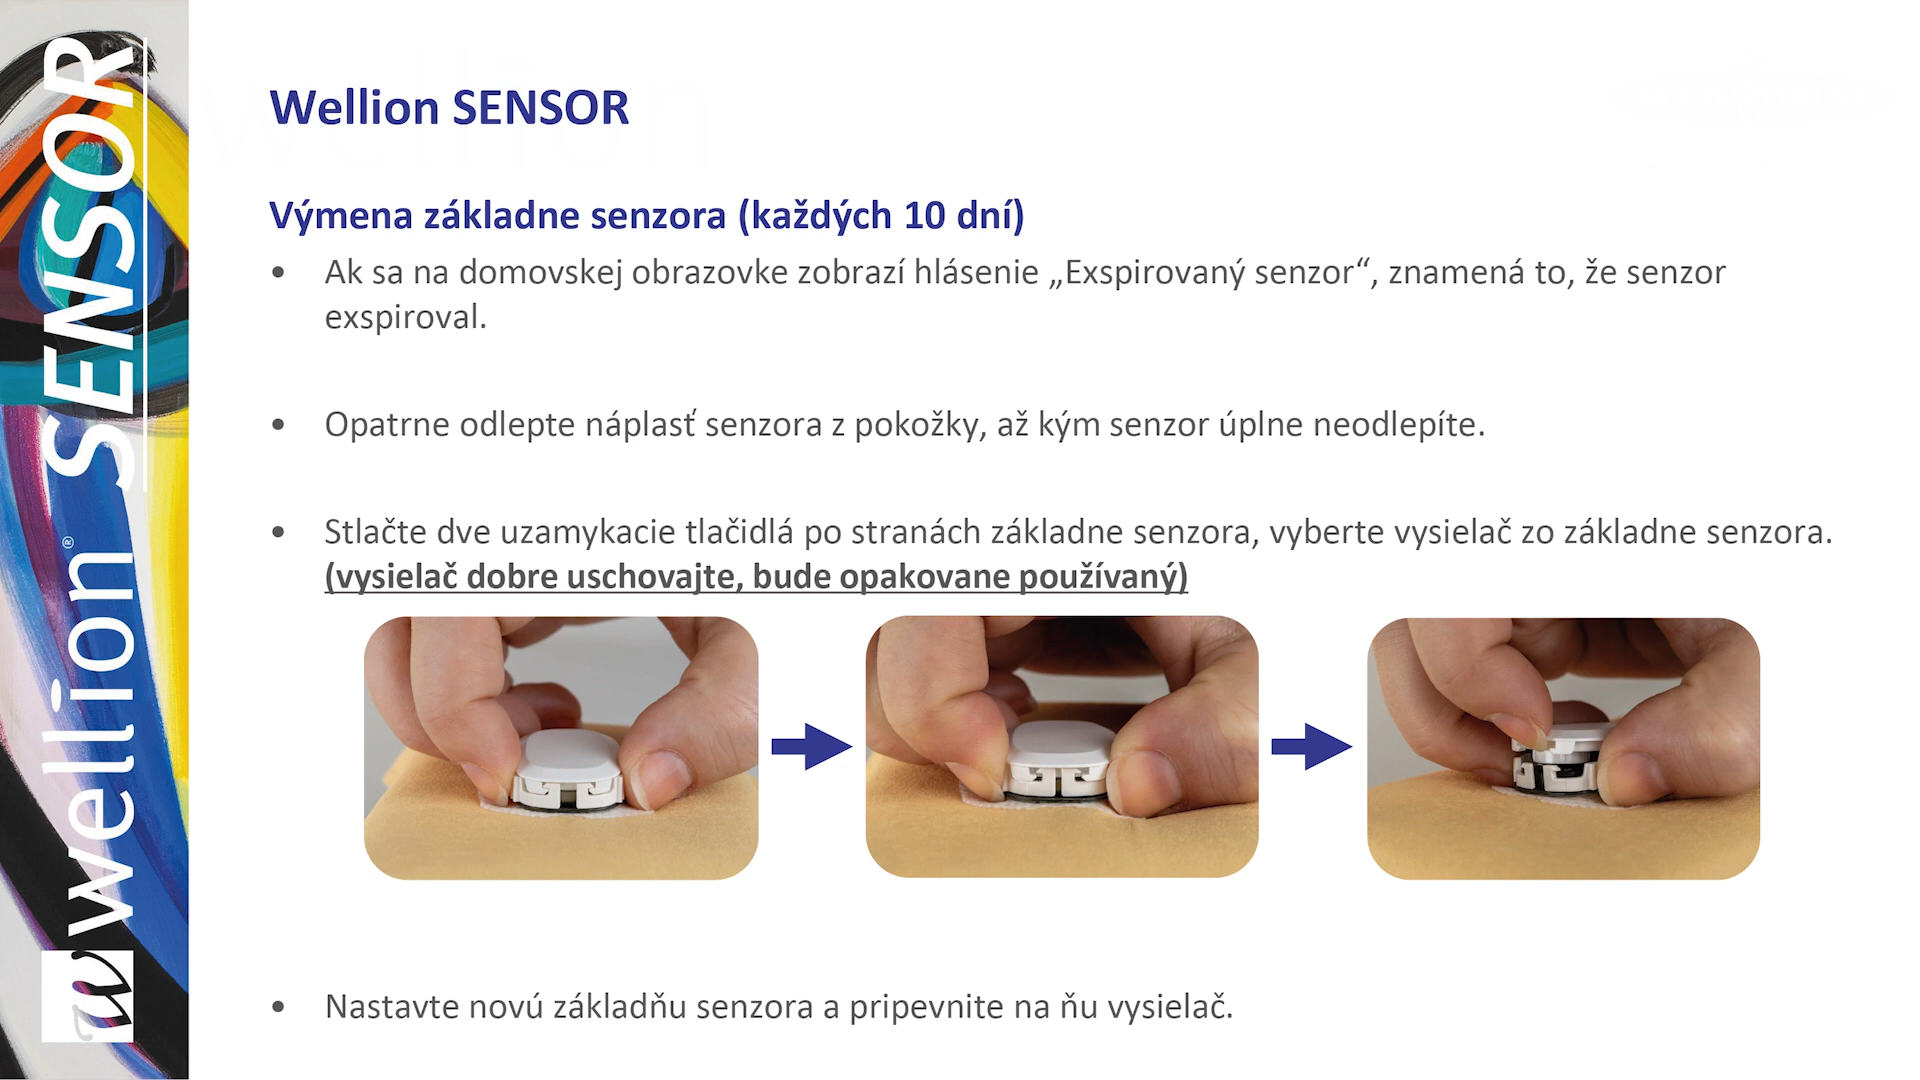 wellion® SENSOR
Wellion SENSOR
Výmena základne senzora (každých 10 dní)
• Ak sa na domovskej obrazovke zobrazí hlásenie „Exspirovaný senzor“, znamená to, že senzor
exspiroval.
• Opatrne odlepte náplasť senzora z pokožky, až kým senzor úplne neodlepíte.
• Stlačte dve uzamykacie tlačidlá po stranách základne senzora, vyberte vysielač zo základne senzora.
(vysielač dobre uschovajte, bude opakovane používaný)
• Nastavte novú základňu senzora a pripevnite na ňu vysielač.